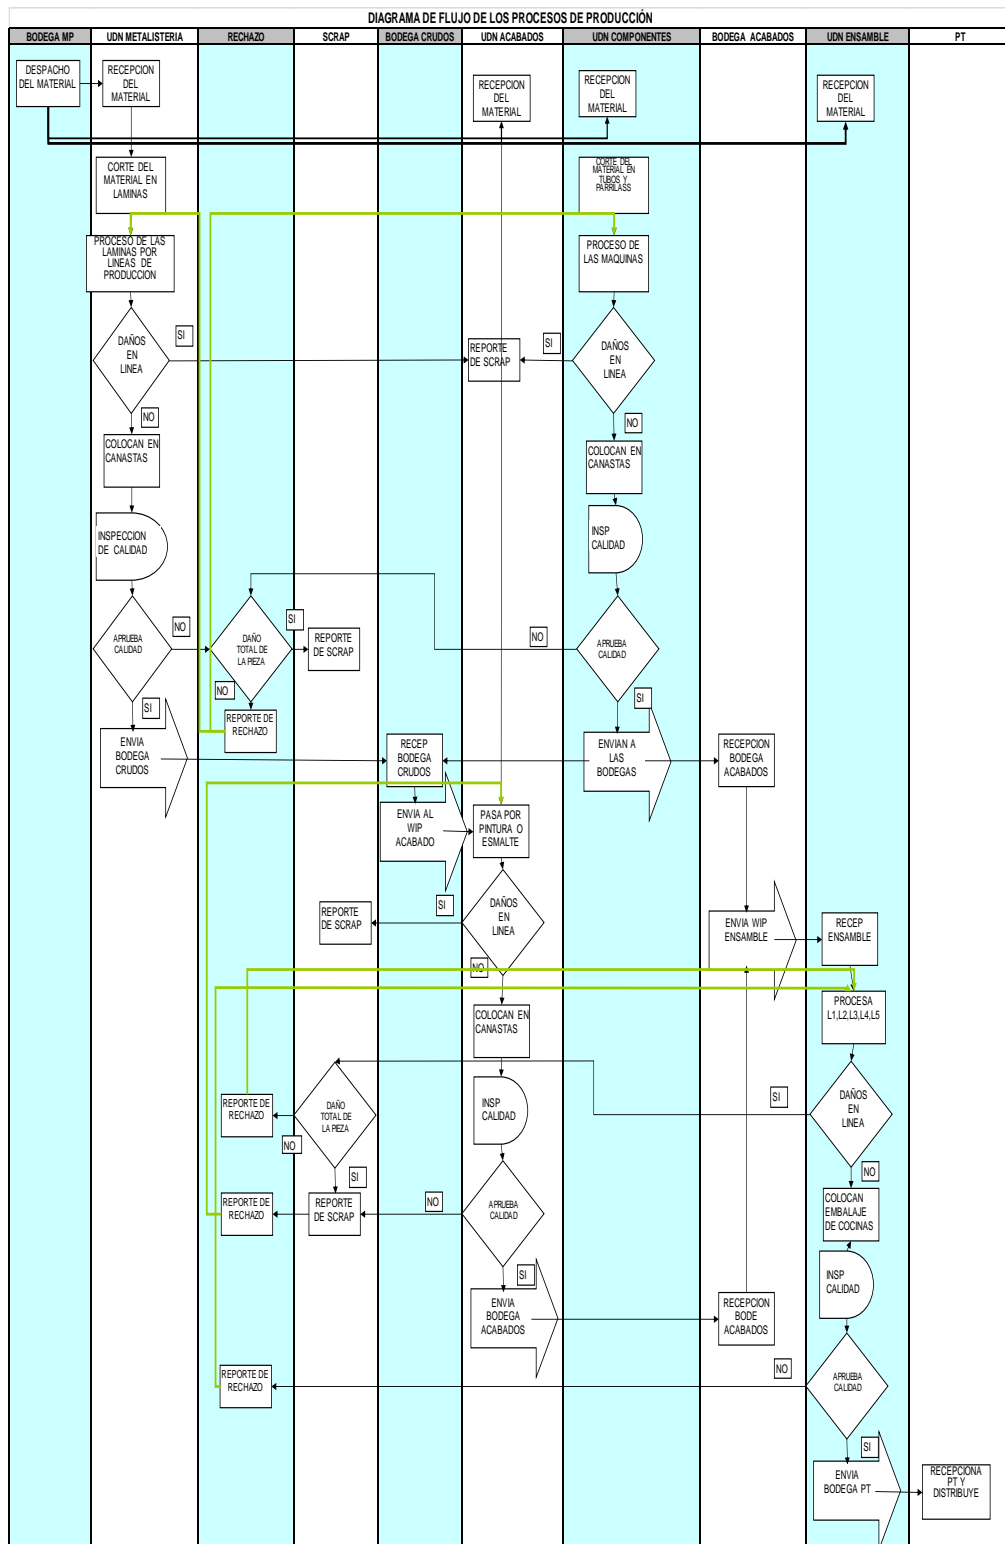 DIAGRAMA DE FLUJO DE LOS PROCESOS DE PRODUCCIÓN
BODEGA MP
UDN METALISTERIA
RECHAZO
SCRAP
BODEGA CRUDOS
UDN ACABADOS
UDN COMPONENTES
BODEGA ACABADOS
UDN ENSAMBLE
PT
DESPACHO
DEL MATERIAL
RECEPCION
DEL
MATERIAL
RECEPCION
DEL
MATERIAL
RECEPCION
DEL
MATERIAL
RECEPCION
DEL
MATERIAL
CORTE DEL
MATERIAL EN
LAMINAS
CORTE DEL
MATERIAL EN
TUBOS Y
PARRILASS
PROCESO DE LAS
LAMINAS POR
LINEAS DE
PRODUCCION
PROCESO DE
LAS MAQUINAS
DAÑOS
EN
LINEA
SI
REPORTE
DE SCRAP
SI
DAÑOS
EN
LINEA
NO
NO
COLOCAN EN
CANASTAS
COLOCAN EN
CANASTAS
INSPECCION
DE CALIDAD
INSP
CALIDAD
APRUEBA
CALIDAD
NO
DAÑO
TOTAL DE
LA PIEZA
SI
REPORTE
DE SCRAP
NO
APRUEBA
CALIDAD
SI
NO
SI
REPORTE DE
RECHAZO
ENVIA
BODEGA
CRUDOS
RECEP
BODEGA
CRUDOS
ENVIAN A
LAS
BODEGAS
RECEPCION
BODEGA
ACABADOS
ENVIA AL
WIP
ACABADO
PASA POR
PINTURA O
ESMALTE
SI
REPORTE
DE SCRAP
DAÑOS
EN
LINEA
ENVIA WIP
ENSAMBLE
RECEP
ENSAMBLE
NO
COLOCAN EN
CANASTAS
PROCESA
L1,L2,L3,L4,L5
REPORTE DE
RECHAZO
DAÑO
TOTAL DE
LA PIEZA
INSP
CALIDAD
SI
DAÑOS
EN
LINEA
NO
SI
NO
REPORTE DE
RECHAZO
REPORTE
DE SCRAP
NO
APRUEBA
CALIDAD
COLOCAN
EMBALAJE
DE COCINAS
SI
INSP
CALIDAD
ENVIA
BODEGA
ACABADOS
RECEPCION
BODE
ACABADOS
REPORTE DE
RECHAZO
NO
APRUEBA
CALIDAD
SI
ENVIA
BODEGA PT
RECEPCIONA
PT Y
DISTRIBUYE